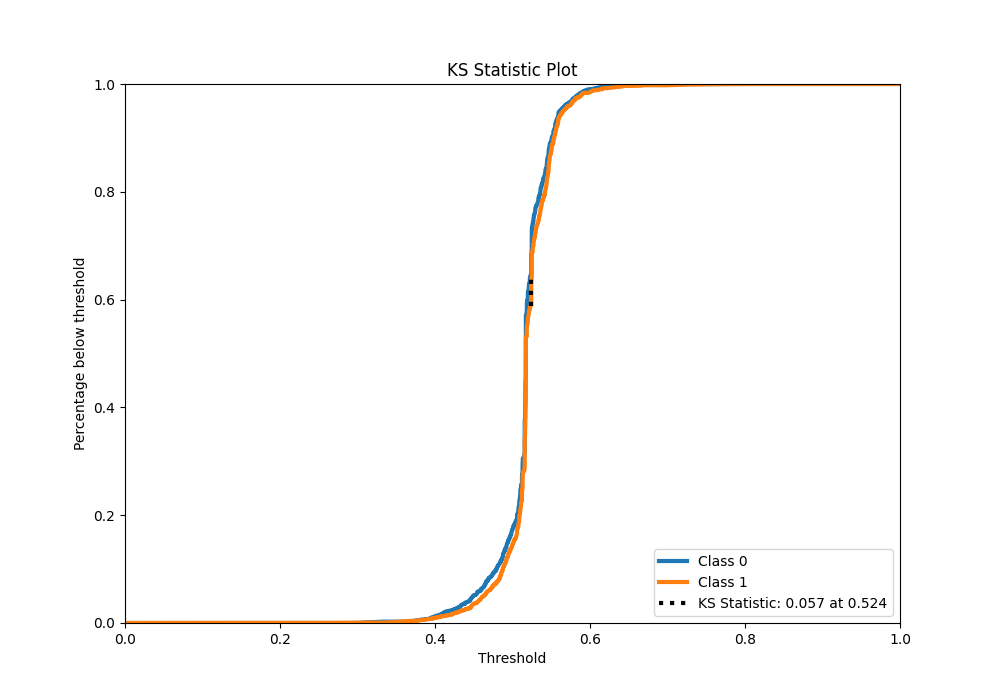 KS Statistic Plot
1.0
0.8
0.6
0.4
0.2
0.0
Percentage below threshold
0.0 0.2 0.4 0.6 0.8 1.0
Threshold
Class 0
Class 1
KS Statistic: 0.057 at 0.524